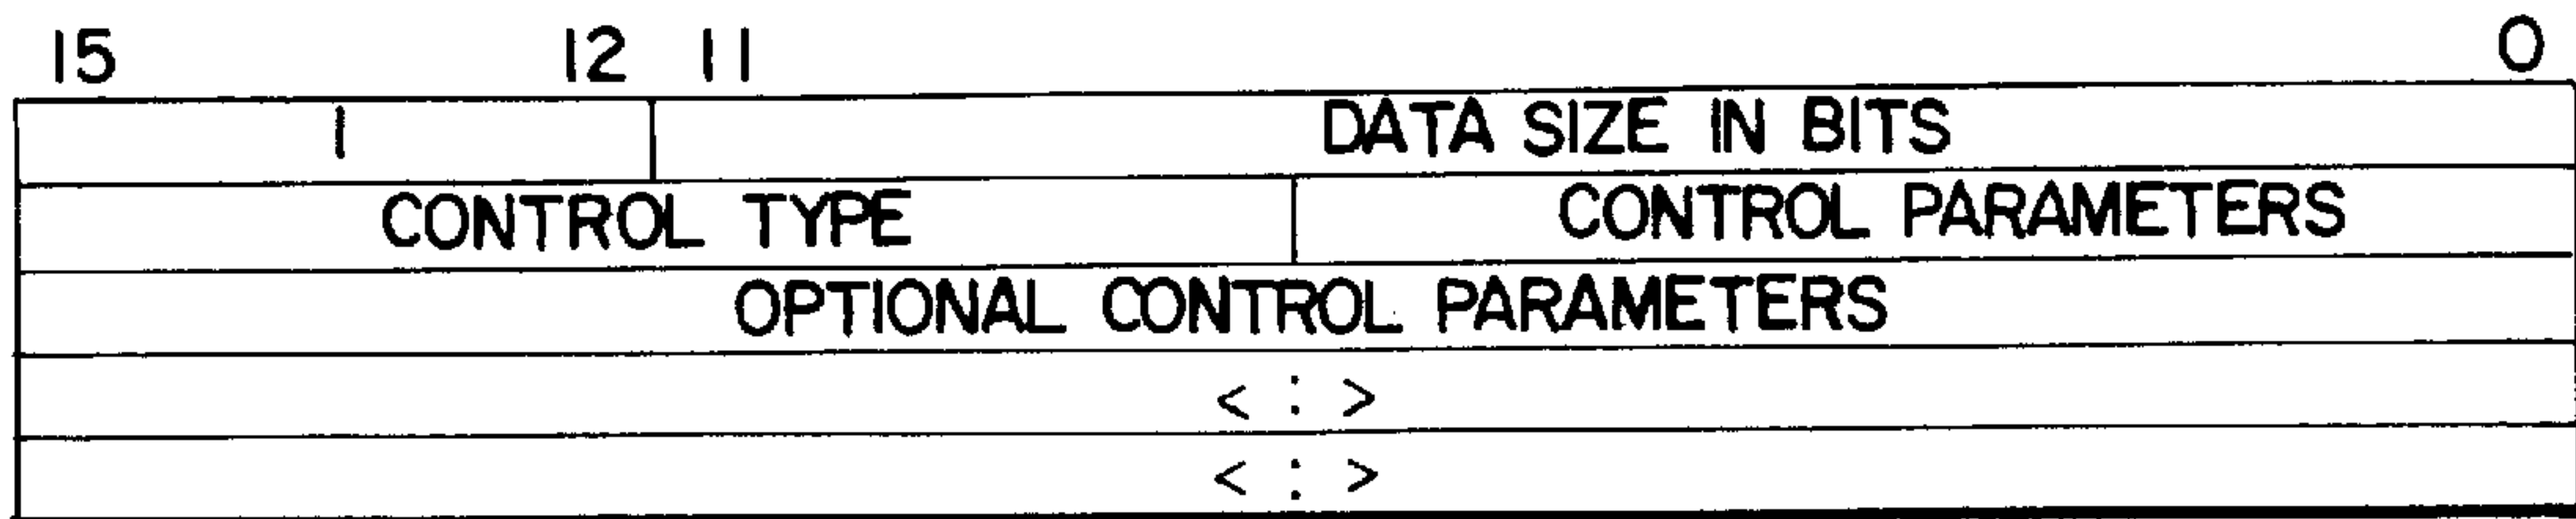 15 12 11 0
1 DATA SIZE IN BITS
CONTROL TYPE CONTROL PARAMETERS
OPTIONAL CONTROL PARAMETERS
< : >
< : >